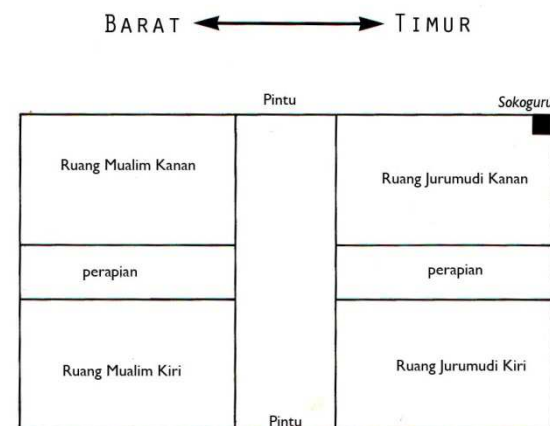 BARAT TIMUR
Pintu
Sokoguru
Ruang Mualim Kanan
Ruang Jurumudi Kanan
perapian
perapian
Ruang Mualim Kiri
Ruang Jurumudi Kiri
Pintu